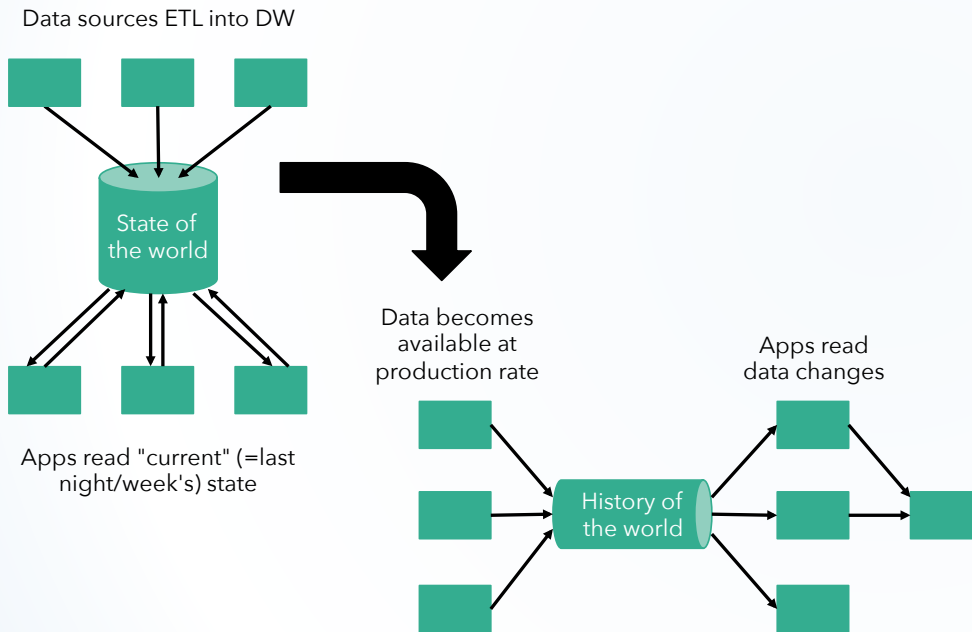 Data sources ETL into DW
State of
the world
Apps read "current" (=last
night/week's) state
Data becomes
available at
production rate
History of
the world
Apps read
data changes